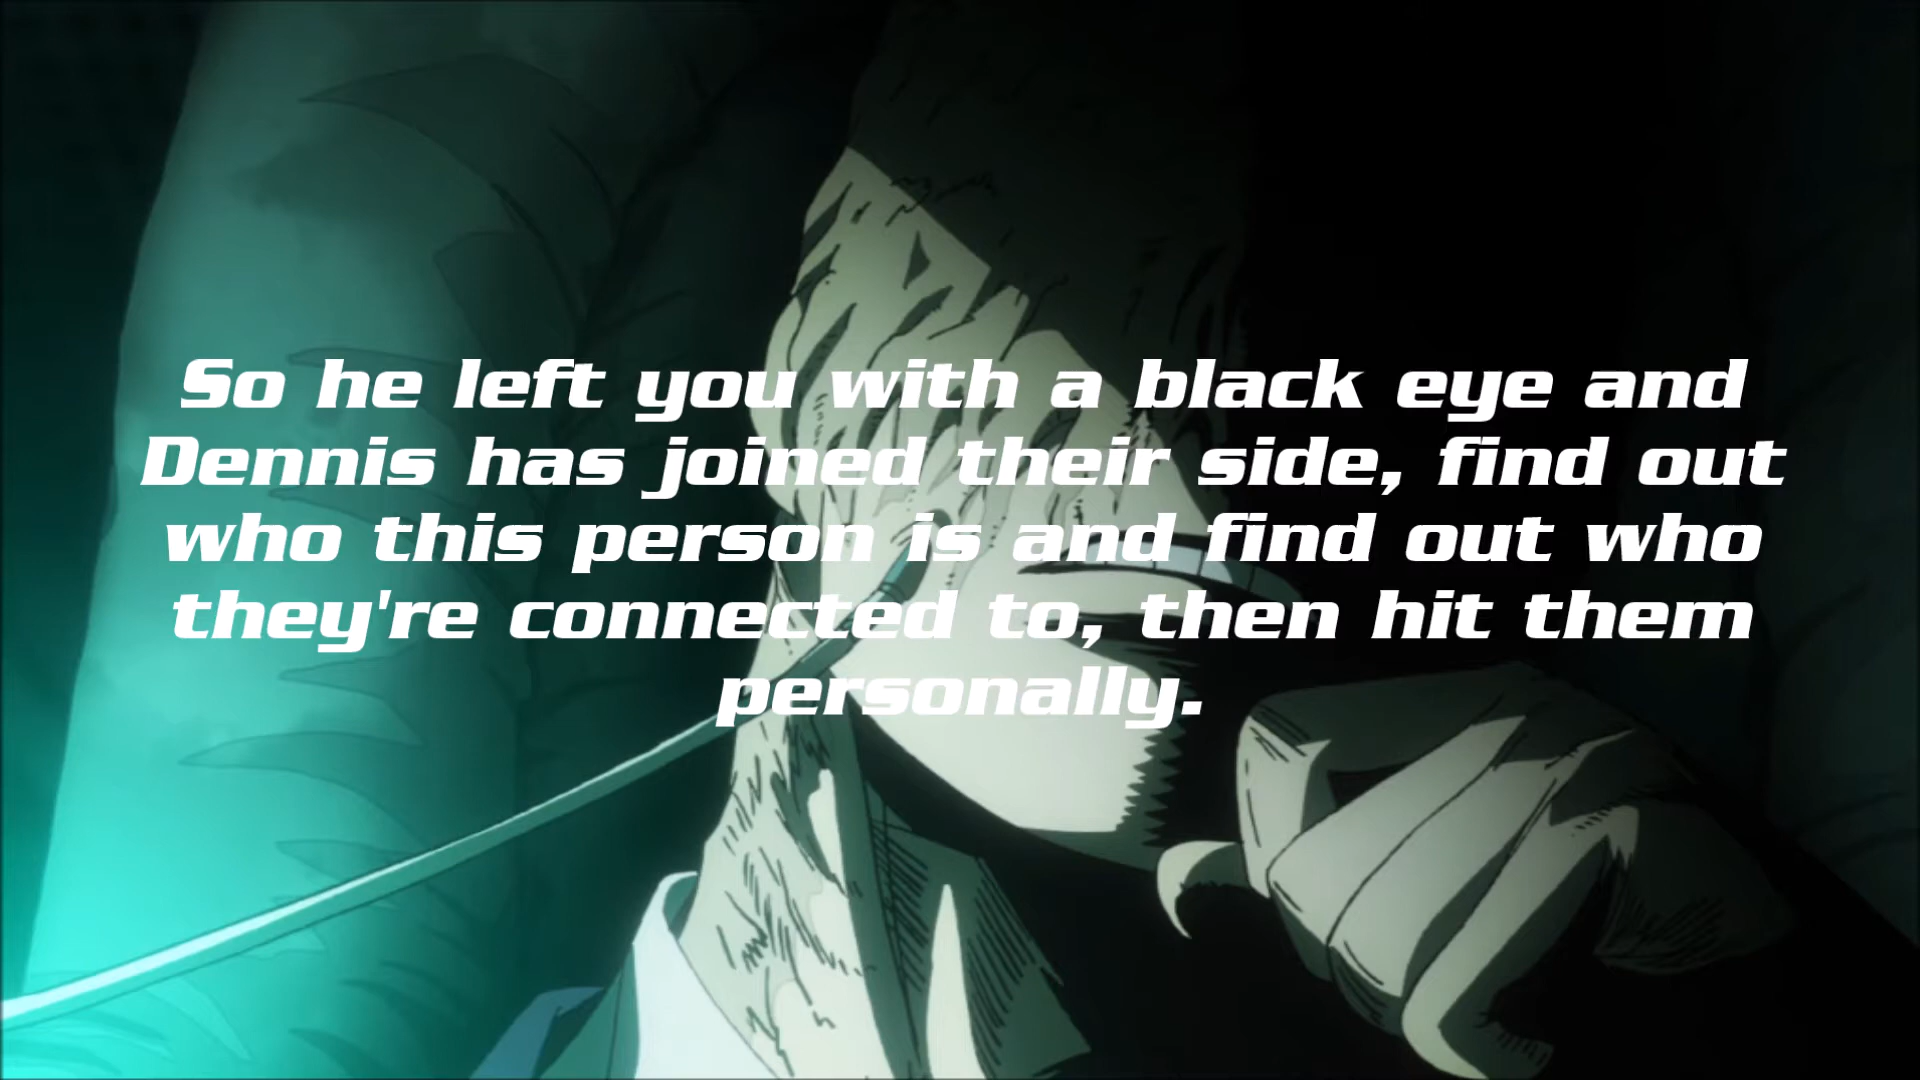 So he left you with a black eye and
Dennis has joined their side, find out
who this person is and find out who
they're connected to, then hit them
personally.